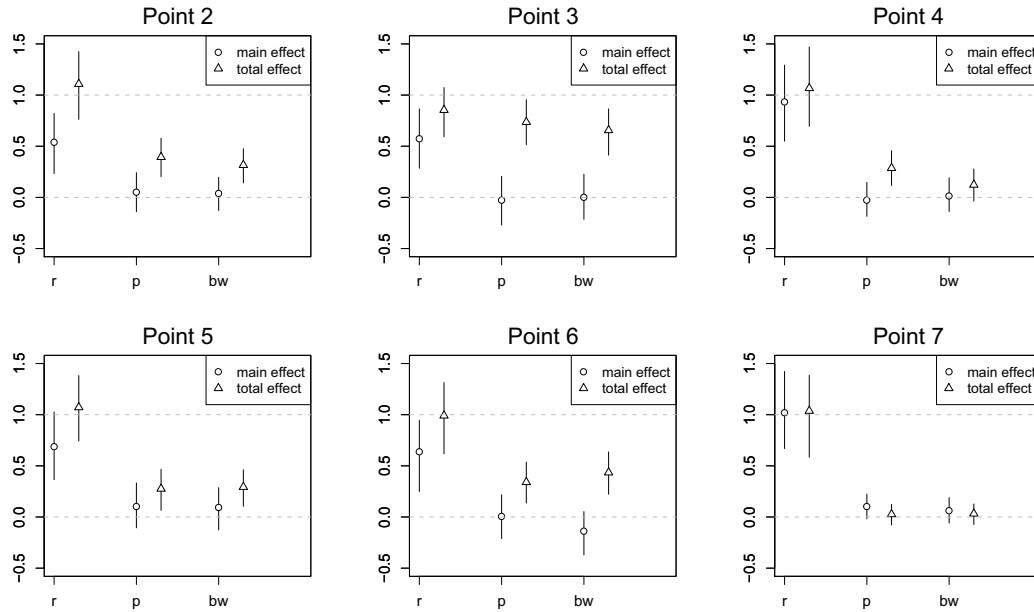 Point 2
main effect
total effect
1.5
1.0
0.5
0.0
−0.5
r p bw
Point 3
main effect
total effect
1.5
1.0
0.5
0.0
−0.5
r p bw
Point 4
main effect
total effect
1.5
1.0
0.5
0.0
−0.5
r p bw
Point 5
main effect
total effect
1.5
1.0
0.5
0.0
−0.5
r p bw
Point 6
main effect
total effect
1.5
1.0
0.5
0.0
−0.5
r p bw
Point 7
main effect
total effect
1.5
1.0
0.5
0.0
−0.5
r p bw